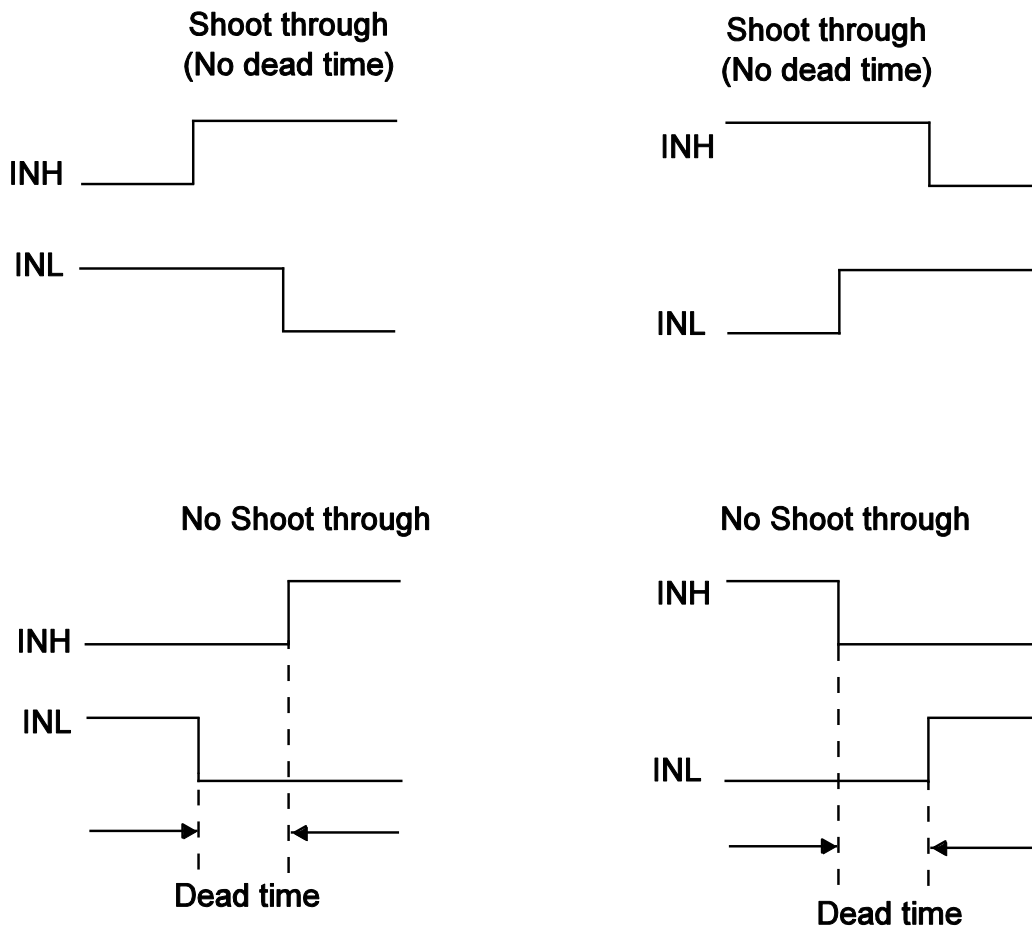 Shoot through
(No dead time)
INH
INL
Shoot through
(No dead time)
INH
INL
No Shoot through
INH
INL
Dead time
No Shoot through
INH
INL
Dead time